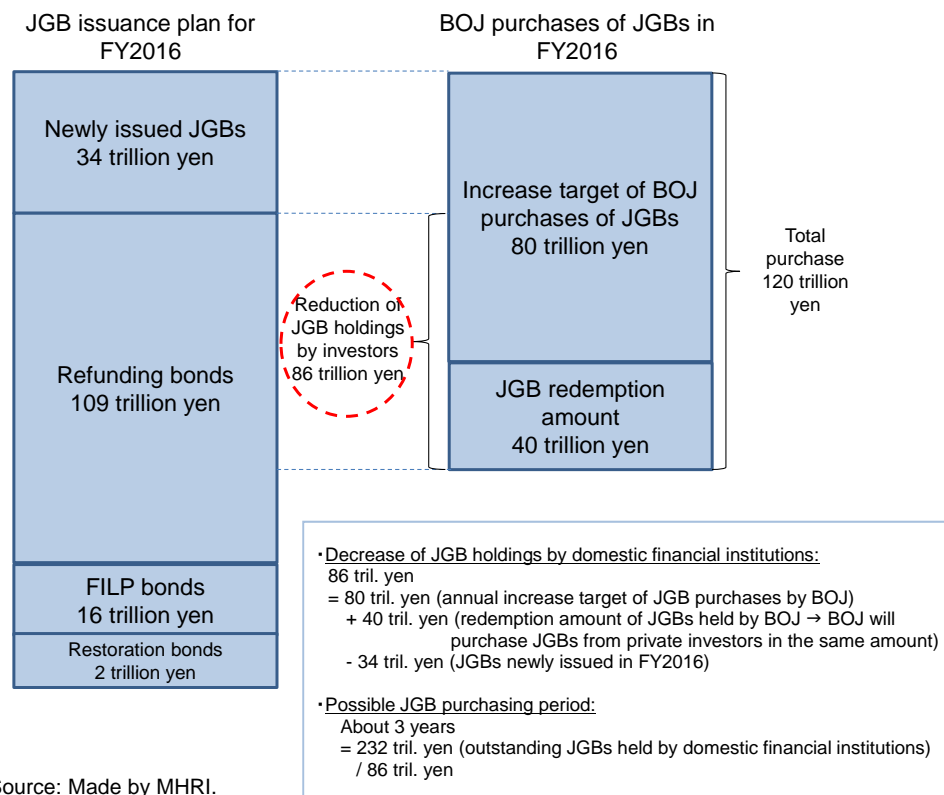 JGB issuance plan for
FY2016
BOJ purchases of JGBs in
FY2016
Newly issued JGBs
34 trillion yen
Refunding bonds
109 trillion yen
FILP bonds
16 trillion yen
Restoration bonds
2 trillion yen
Reduction of
JGB holdings
by investors
86 trillion yen
Increase target of BOJ
purchases of JGBs
80 trillion yen
JGB redemption
amount
40 trillion yen
Total
purchase
120 trillion
yen
・Decrease of JGB holdings by domestic financial institutions:
86 tril. yen
= 80 tril. yen (annual increase target of JGB purchases by BOJ)
+ 40 tril. yen (redemption amount of JGBs held by BOJ → BOJ will
purchase JGBs from private investors in the same amount)
- 34 tril. yen (JGBs newly issued in FY2016)
・Possible JGB purchasing period:
About 3 years
= 232 tril. yen (outstanding JGBs held by domestic financial institutions)
/ 86 tril. yen
Source: Made by MHRI.